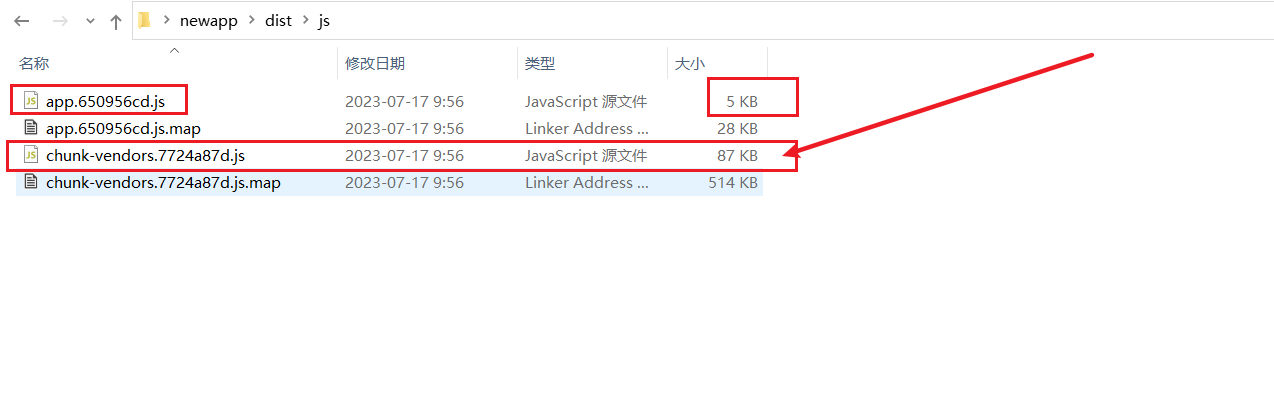 newapp > dist > js
名称 修改日期 类型 大小
app.650956cd.js 2023-07-17 9:56 JavaScript 源文件 5 KB
app.650956cd.js.map 2023-07-17 9:56 Linker Address ... 28 KB
chunk-vendors.7724a87d.js 2023-07-17 9:56 JavaScript 源文件 87 KB
chunk-vendors.7724a87d.js.map 2023-07-17 9:56 Linker Address ... 514 KB